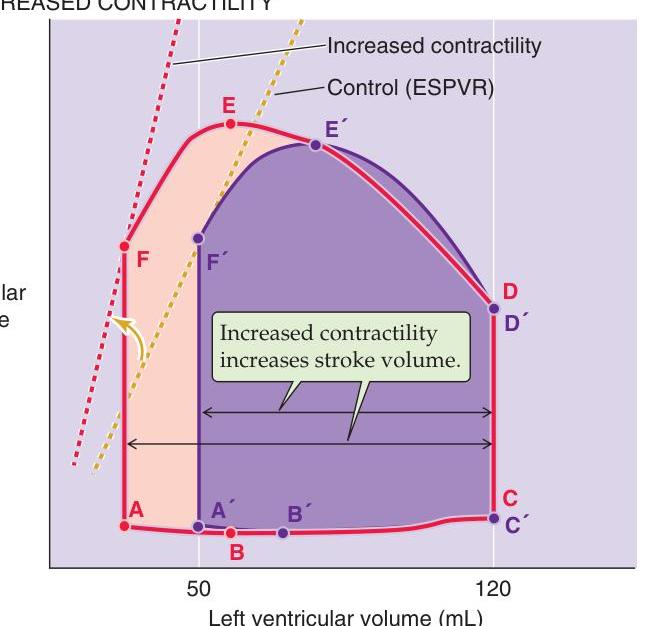 REASED CONTRACTILITY
Increased contractility
Control (ESPVR)
E
E´
F
F´
D
D´
lar
e
Increased contractility
increases stroke volume.
A
A´
B´
B
C
C´
50
120
Left ventricular volume (mL)